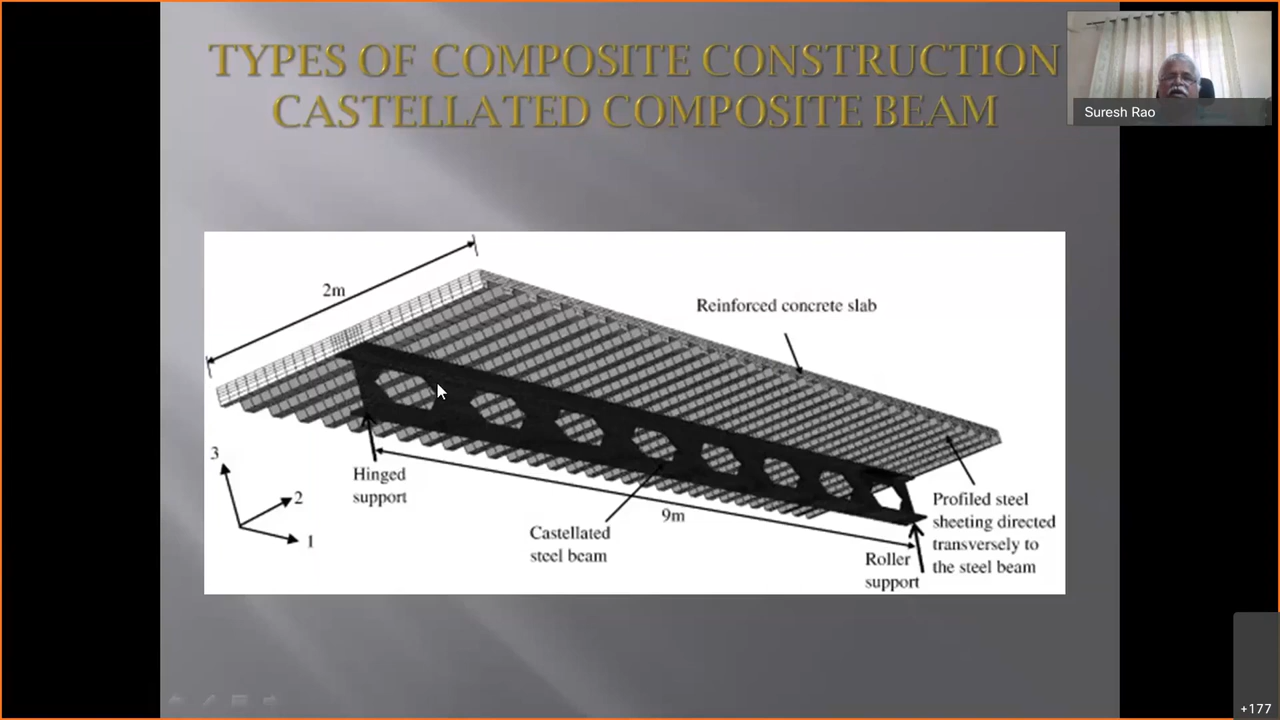 TYPES OF COMPOSITE CONSTRUCTION
CASTELLATED COMPOSITE BEAM
Suresh Rao
2m
Reinforced concrete slab
3
2
1
Hinged
support
9m
Castellated
steel beam
Roller
support
Profiled steel
sheeting directed
transversely to
the steel beam
+177